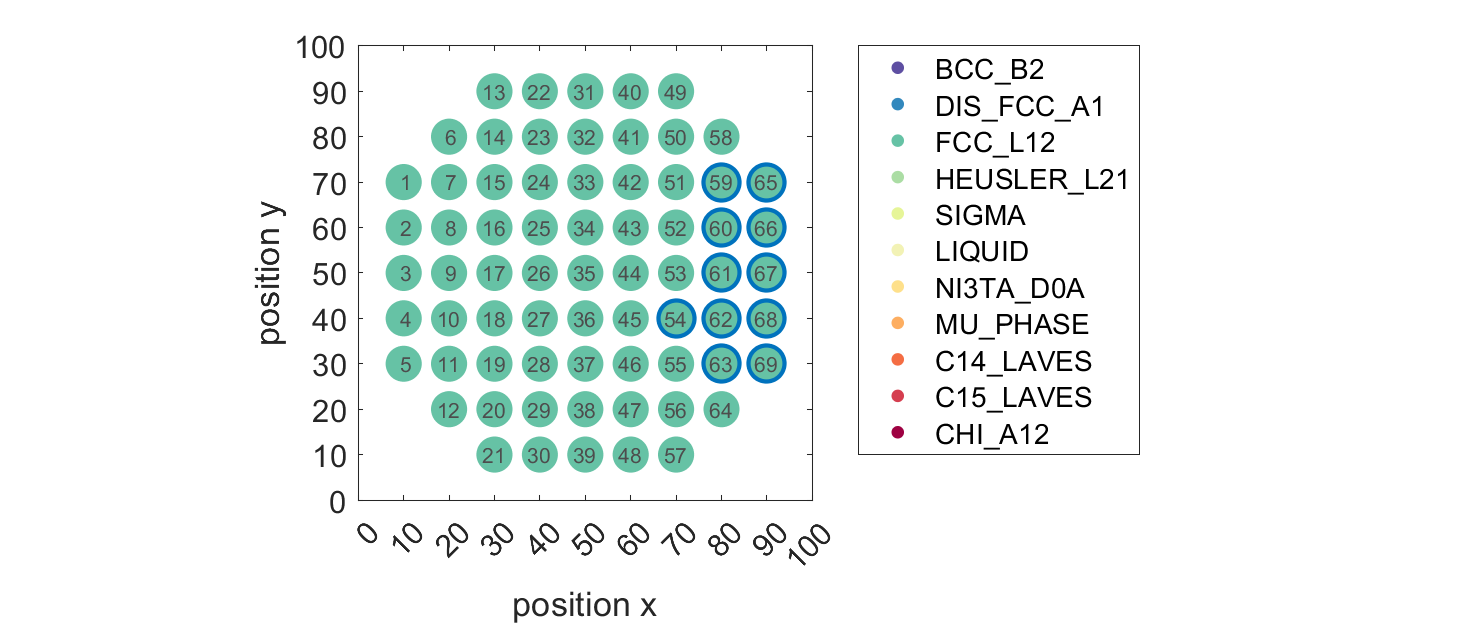 100
90 13 22 31 40 49
80 6 14 23 32 41 50 58
70 1 7 15 24 33 42 51 59 65
60 2 8 16 25 34 43 52 60 66
50 3 9 17 26 35 44 53 61 67
40 4 10 18 27 36 45 54 62 68
30 5 11 19 28 37 46 55 63 69
20 12 20 29 38 47 56 64
10 21 30 39 48 57
0
position y
0 10 20 30 40 50 60 70 80 90 100
position x
BCC_B2
DIS_FCC_A1
FCC_L12
HEUSLER_L21
SIGMA
LIQUID
NI3TA_D0A
MU_PHASE
C14_LAVES
C15_LAVES
CHI_A12